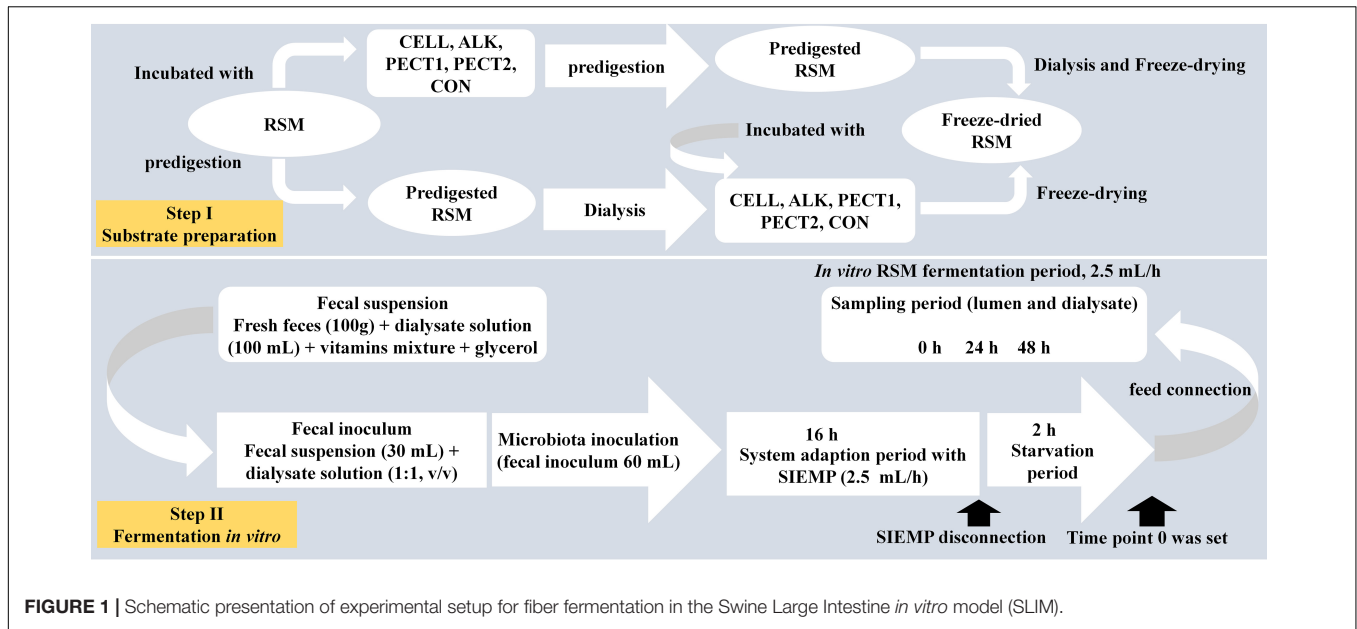 Incubated with
CELL, ALK,
PECT1, PECT2,
CON
predigestion
Predigested
RSM
Dialysis and Freeze-drying
RSM
Incubated with
Freeze-dried
RSM
predigestion
Predigested
RSM
Dialysis
CELL, ALK, PECT1,
PECT2, CON
Freeze-drying
Step I
Substrate preparation
In vitro RSM fermentation period, 2.5 mL/h
Fecal suspension
Fresh feces (100g) + dialysate solution
(100 mL) + vitamins mixture + glycerol
Sampling period (lumen and dialysate)
0 h 24 h 48 h
feed connection
Fecal inoculum
Fecal suspension (30 mL) +
dialysate solution (1:1, v/v)
Microbiota inoculation
(fecal inoculum 60 mL)
16 h
System adaption period with
SIEMP (2.5 mL/h)
2 h
Starvation
period
Step II
Fermentation in vitro
SIEMP disconnection
Time point 0 was set
FIGURE 1 | Schematic presentation of experimental setup for fiber fermentation in the Swine Large Intestine in vitro model (SLIM).